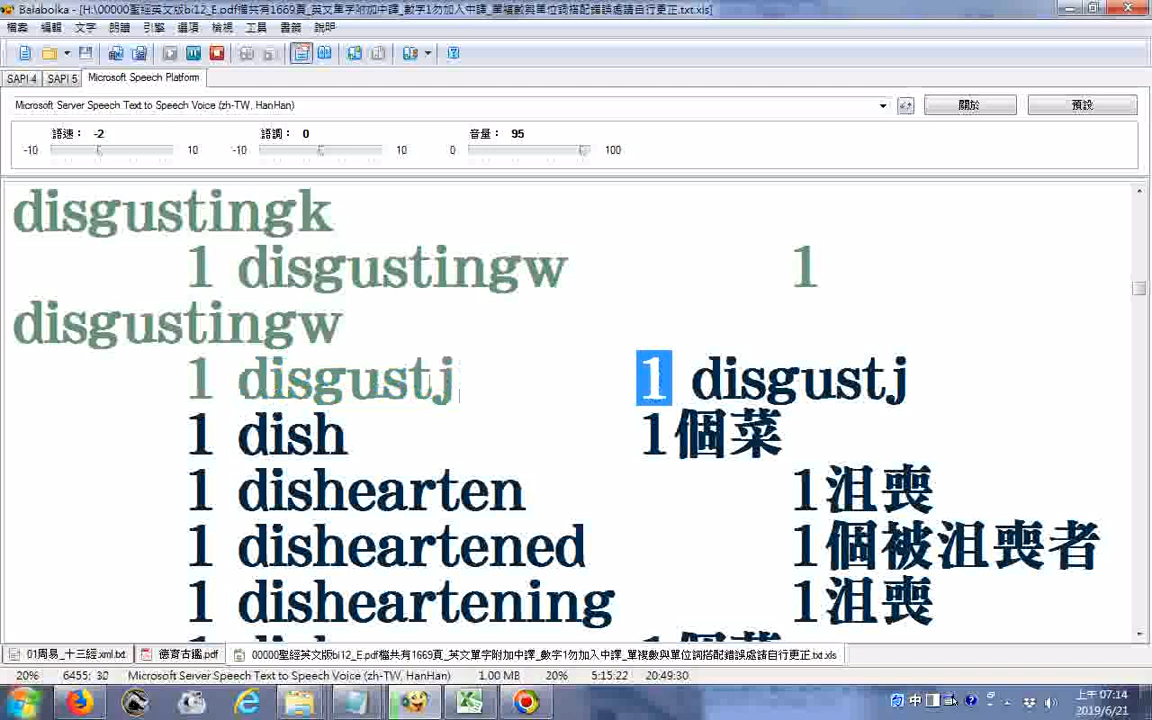 Balabolka - [H:\00000聖經英文版bi12_E.pdf檔共有1669頁_英文單字附加中譯_數字1勿加入中譯_單複數與單位詞搭配錯誤處請自行更正.txt.xls]
檔案 編輯 文字 朗讀 引擎 選項 檢視 工具 書籤 說明
SAPI 4 SAPI 5 Microsoft Speech Platform
Microsoft Server Speech Text to Speech Voice (zh-TW, HanHan) 關於 預設
語速： -2 語調： 0 音量： 95
-10 10 -10 10 0 100
disgustingk
1 disgustingw 1
disgustingw
1 disgustj 1 disgustj
1 dish 1個菜
1 dishearten 1沮喪
1 disheartened 1個被沮喪者
1 disheartening 1沮喪
01周易_十三經.xml.txt 德育古鑑.pdf 00000聖經英文版bi12_E.pdf檔共有1669頁_英文單字附加中譯_數字1勿加入中譯_單複數與單位詞搭配錯誤處請自行更正.txt.xls
20% 6455: 30 Microsoft Server Speech Text to Speech Voice (zh-TW, HanHan) 1.00 MB 20% 5:15:22 20:49:30
中 上午 07:14
2019/6/21